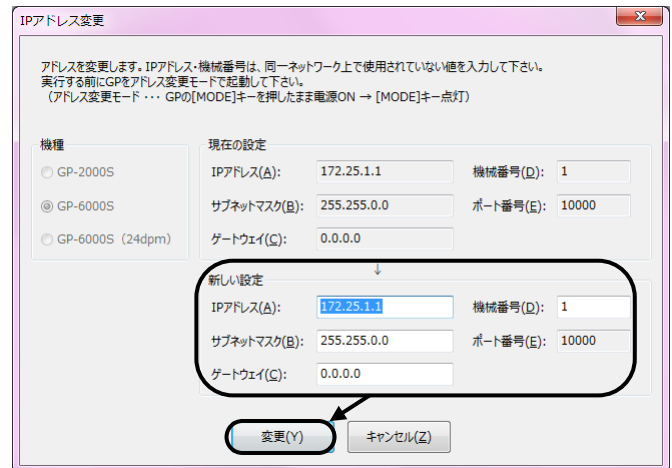 IPアドレス変更
アドレスを変更します。IPアドレス・機械番号は、同一ネットワーク上で使用されていない値を入力して下さい。
実行する前にGPをアドレス変更モードで起動して下さい。
（アドレス変更モード ・・・ GPの[MODE]キーを押したまま電源ON → [MODE]キー点灯）
機種
GP-2000S
GP-6000S
GP-6000S（24dpm）
現在の設定
IPアドレス(A): 172.25.1.1 機械番号(D): 1
サブネットマスク(B): 255.255.0.0 ポート番号(E): 10000
ゲートウェイ(C): 0.0.0.0
↓
新しい設定
IPアドレス(A): 172.25.1.1 機械番号(D): 1
サブネットマスク(B): 255.255.0.0 ポート番号(E): 10000
ゲートウェイ(C): 0.0.0.0
変更(Y) キャンセル(Z)